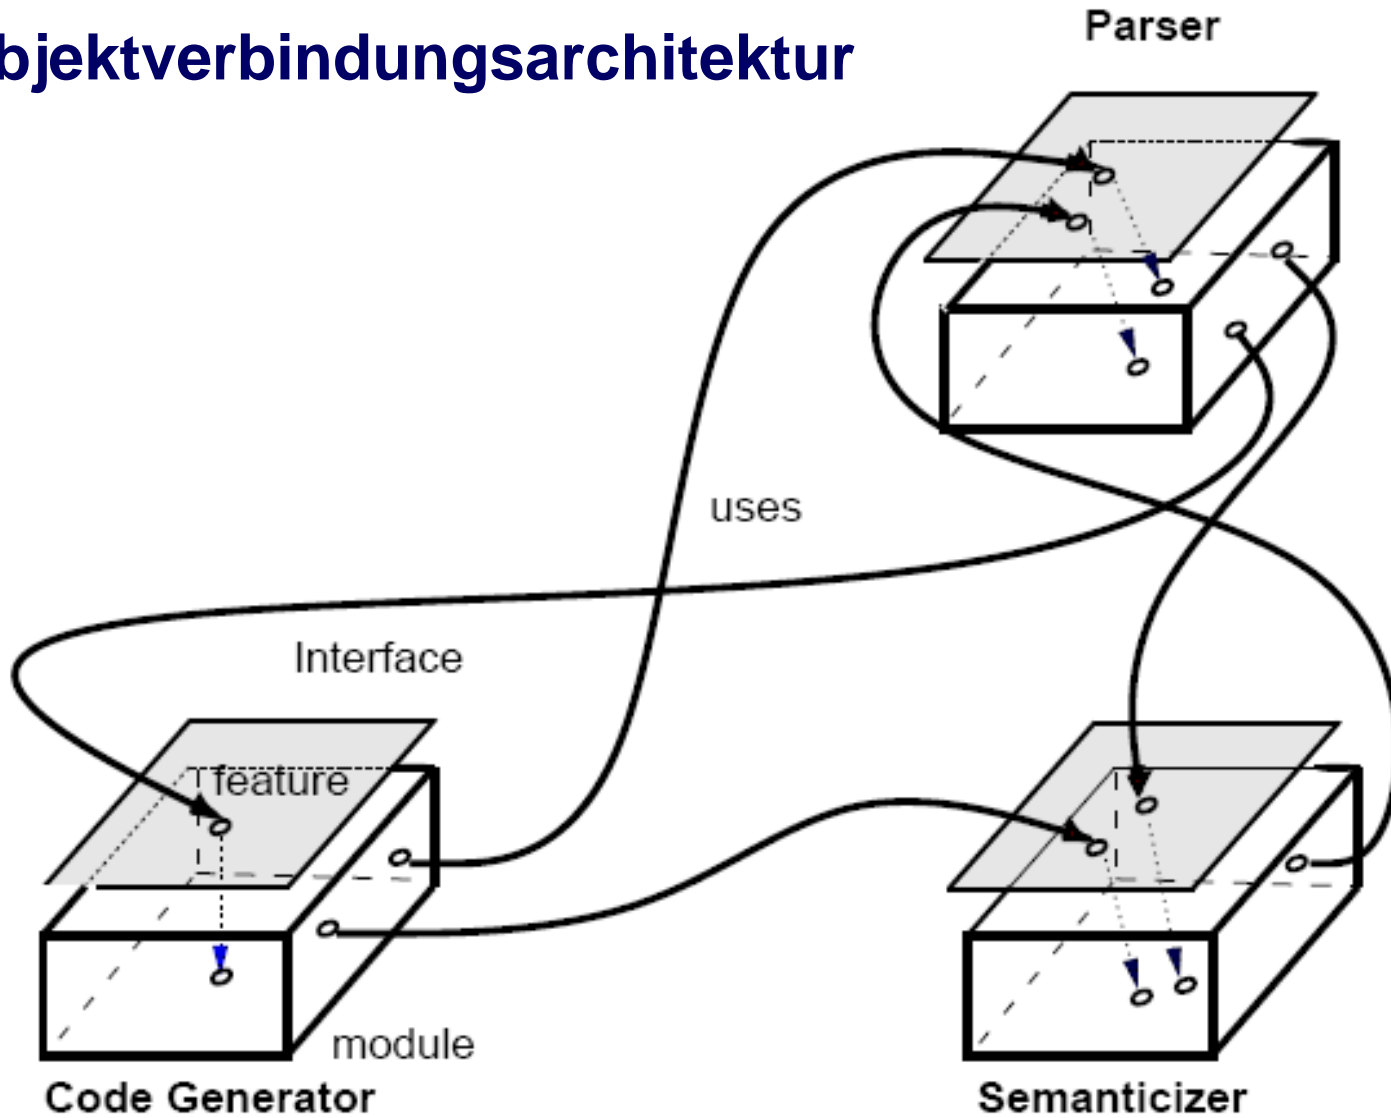 bjektverbindungsarchitektur
Parser
uses
Interface
feature
module
Code Generator
Semanticizer